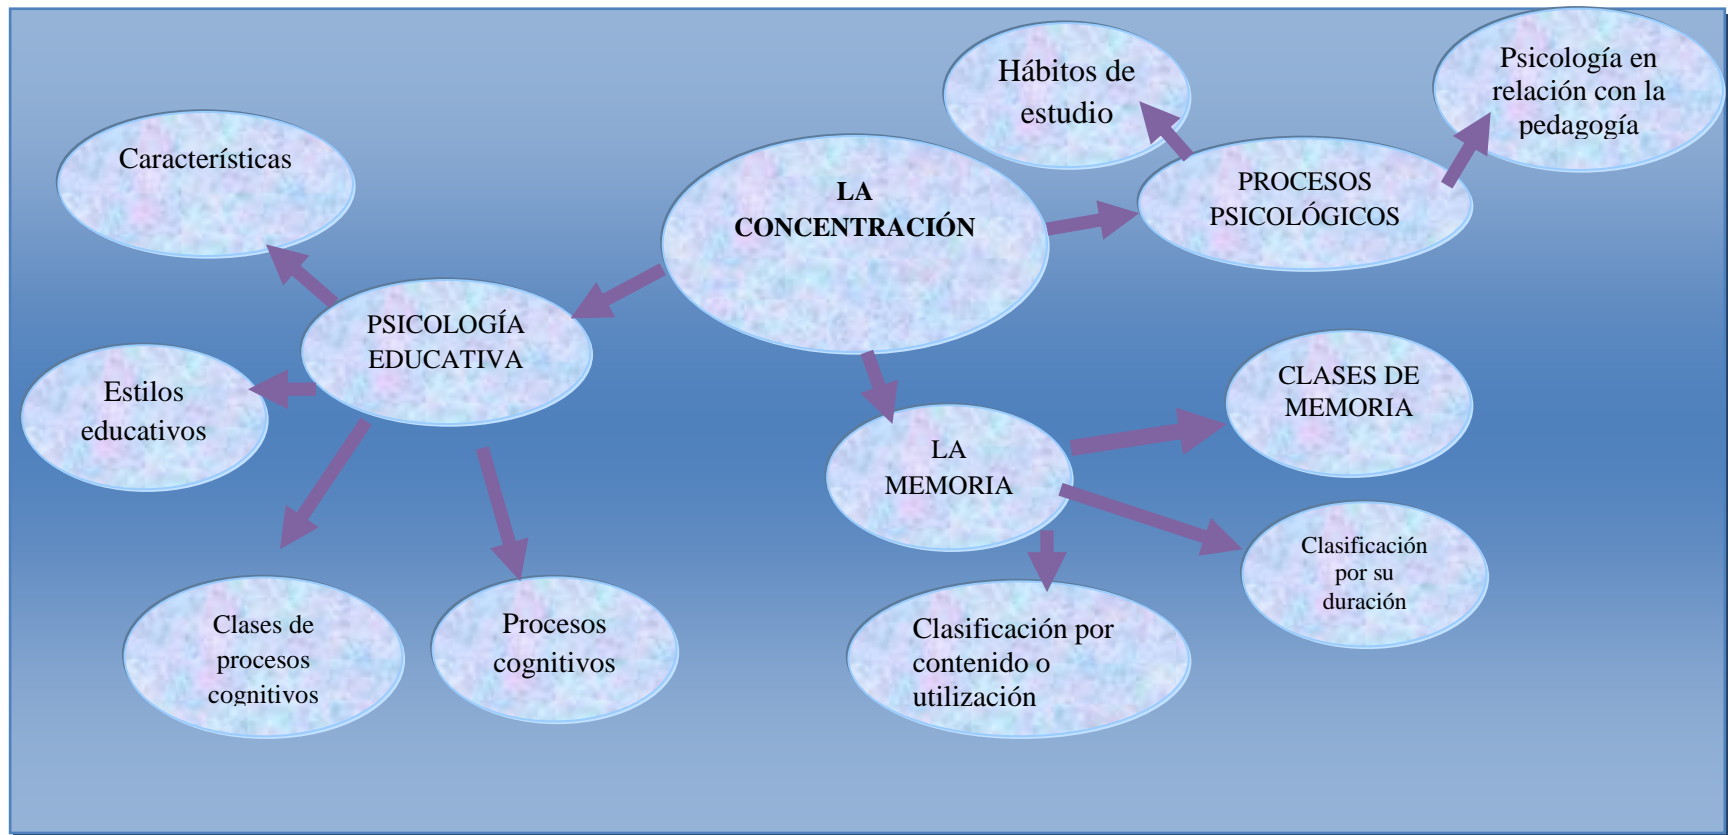 Hábitos de
estudio
Psicología en
relación con la
pedagogía
Características
LA
CONCENTRACIÓN
PROCESOS
PSICOLÓGICOS
PSICOLOGÍA
EDUCATIVA
Estilos
educativos
CLASES DE
MEMORIA
LA
MEMORIA
Clasificación
por su
duración
Clases de
procesos
cognitivos
Procesos
cognitivos
Clasificación por
contenido o
utilización